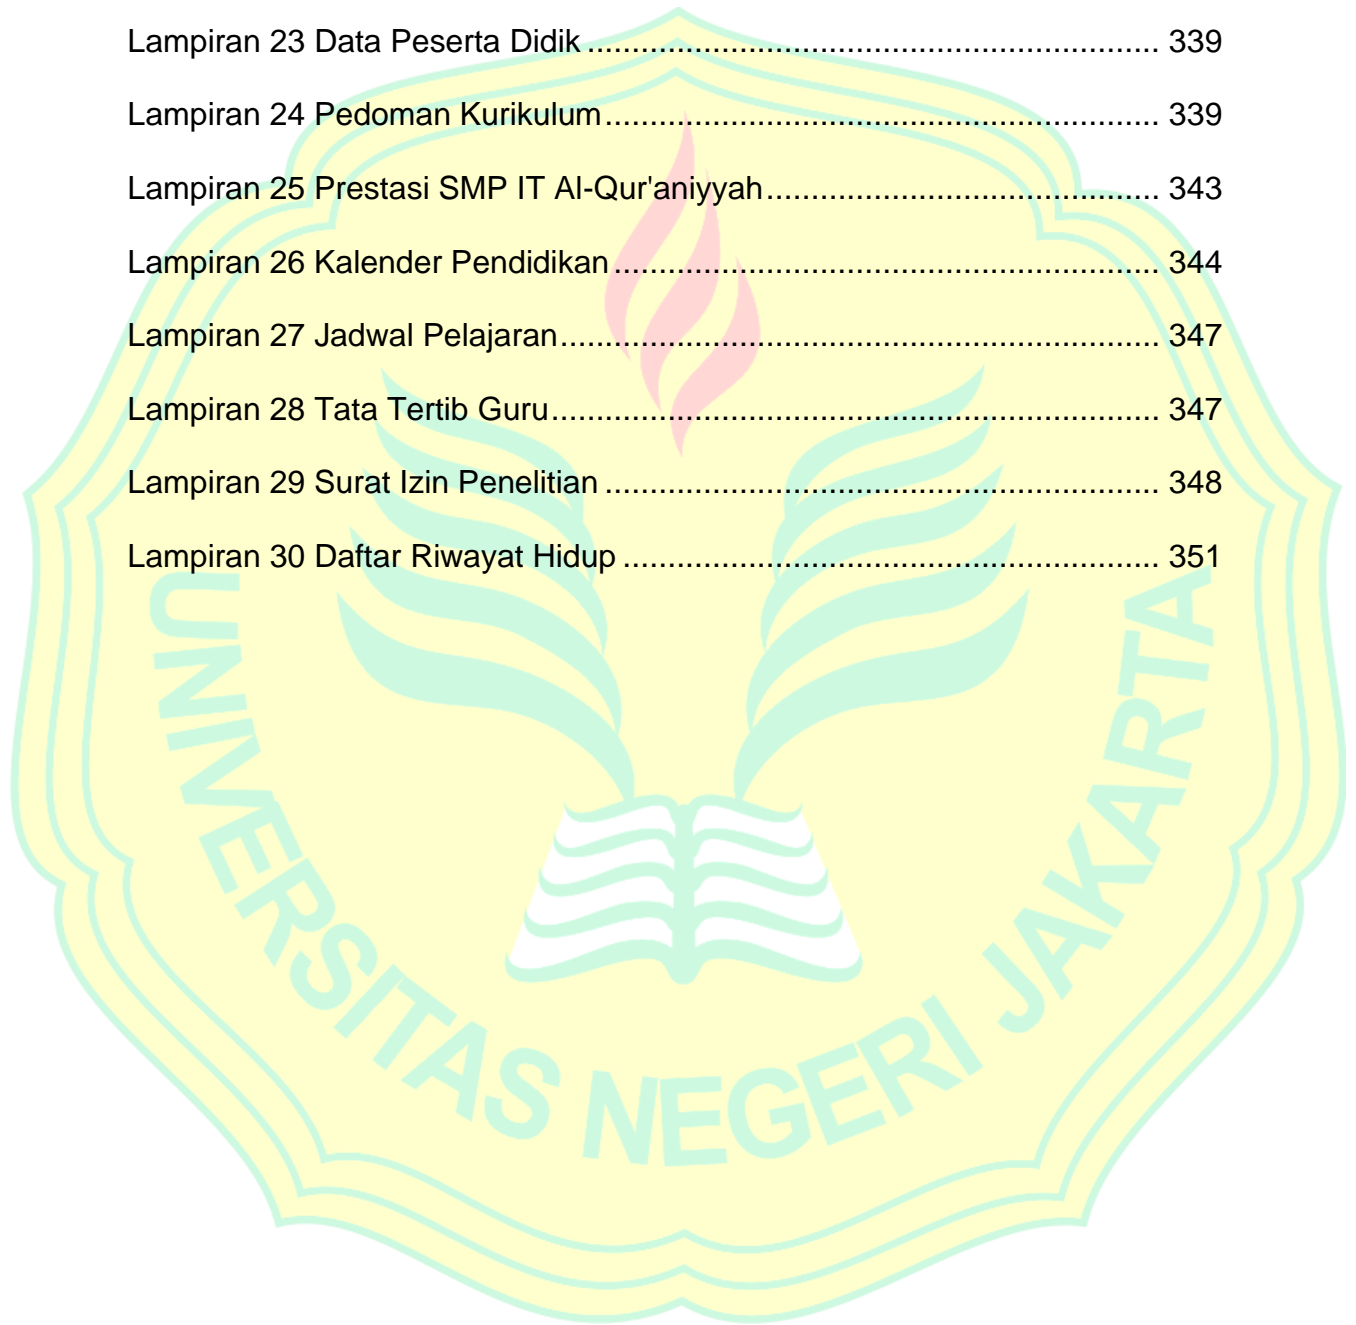 Lampiran 23 Data Peserta Didik ................................................................ 339
Lampiran 24 Pedoman Kurikulum.............................................................. 339
Lampiran 25 Prestasi SMP IT Al-Qur'aniyyah............................................ 343
Lampiran 26 Kalender Pendidikan ............................................................. 344
Lampiran 27 Jadwal Pelajaran................................................................... 347
Lampiran 28 Tata Tertib Guru.................................................................... 347
Lampiran 29 Surat Izin Penelitian .............................................................. 348
Lampiran 30 Daftar Riwayat Hidup ............................................................ 351
UNIVERSITAS NEGERI JAKARTA